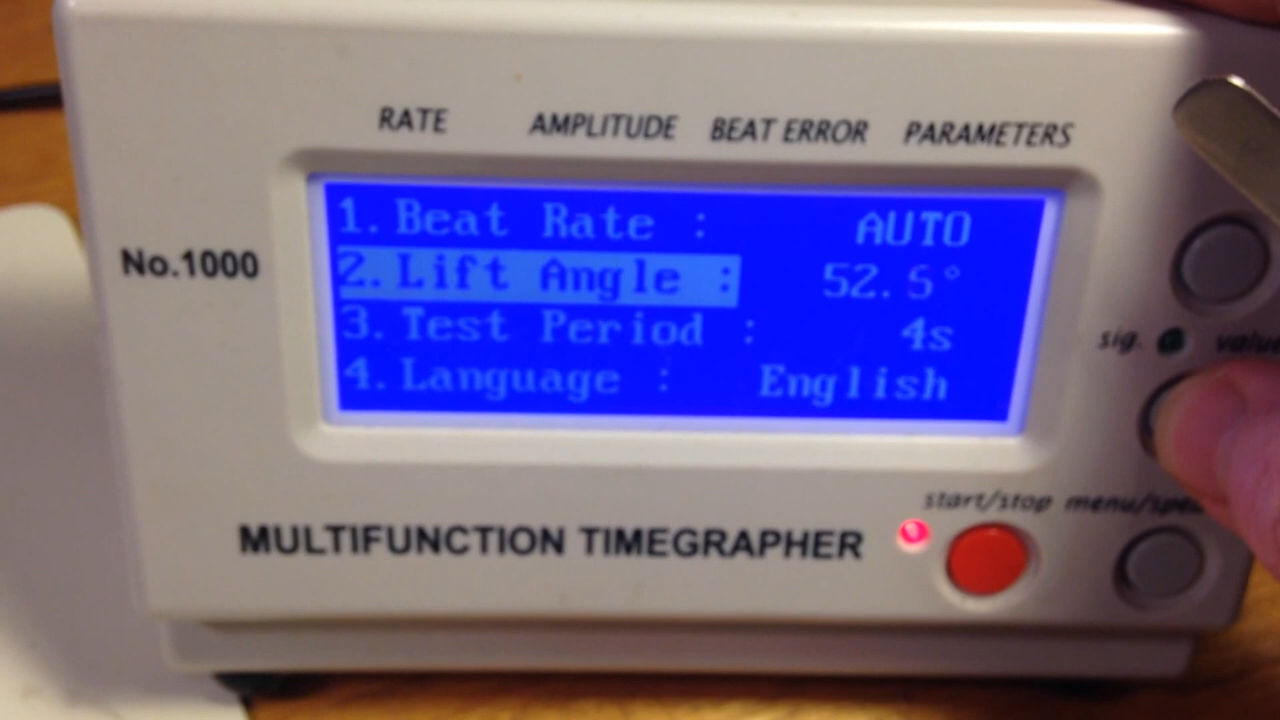 RATE AMPLITUDE BEAT ERROR PARAMETERS
No.1000
1. Beat Rate : AUTO
2. Lift Angle : 52.6°
3. Test Period : 4s
4. Language : English
sig.
start/stop
MULTIFUNCTION TIMEGRAPHER